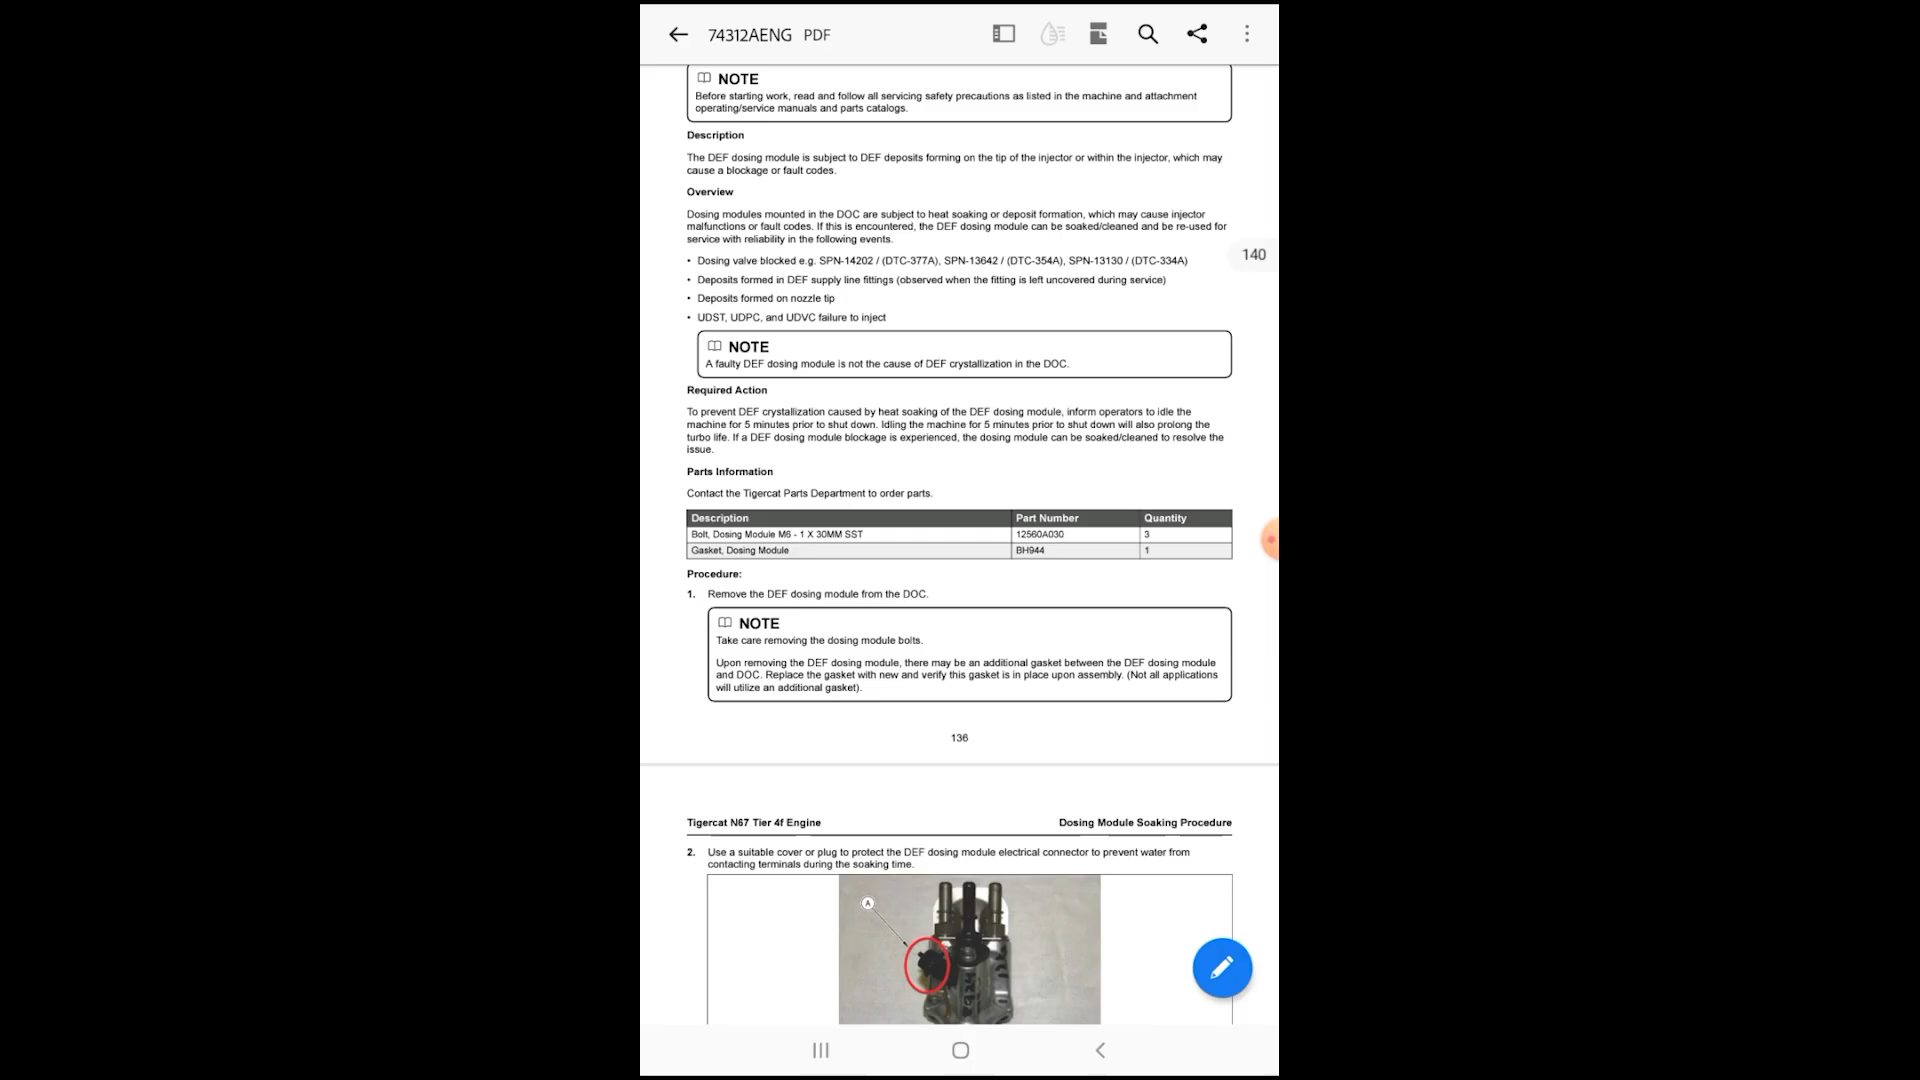 74312AENG PDF
NOTE
Before starting work, read and follow all servicing safety precautions as listed in the machine and attachment
operating/service manuals and parts catalogs.
Description
The DEF dosing module is subject to DEF deposits forming on the tip of the injector or within the injector, which may
cause a blockage or fault codes.
Overview
Dosing modules mounted in the DOC are subject to heat soaking or deposit formation, which may cause injector
malfunctions or fault codes. If this is encountered, the DEF dosing module can be soaked/cleaned and be re-used for
service with reliability in the following events.
140
• Dosing valve blocked e.g. SPN-14202 / (DTC-377A), SPN-13642 / (DTC-354A), SPN-13130 / (DTC-334A)
• Deposits formed in DEF supply line fittings (observed when the fitting is left uncovered during service)
• Deposits formed on nozzle tip
• UDST, UDPC, and UDVC failure to inject
NOTE
A faulty DEF dosing module is not the cause of DEF crystallization in the DOC.
Required Action
To prevent DEF crystallization caused by heat soaking of the DEF dosing module, inform operators to idle the
machine for 5 minutes prior to shut down. Idling the machine for 5 minutes prior to shut down will also prolong the
turbo life. If a DEF dosing module blockage is experienced, the dosing module can be soaked/cleaned to resolve the
issue.
Parts Information
Contact the Tigercat Parts Department to order parts.
Description Part Number Quantity
Bolt, Dosing Module M6 - 1 X 30MM SST 12560A030 3
Gasket, Dosing Module BH944 1
Procedure:
1. Remove the DEF dosing module from the DOC.
NOTE
Take care removing the dosing module bolts.
Upon removing the DEF dosing module, there may be an additional gasket between the DEF dosing module
and DOC. Replace the gasket with new and verify this gasket is in place upon assembly. (Not all applications
will utilize an additional gasket).
136
Tigercat N67 Tier 4f Engine Dosing Module Soaking Procedure
2. Use a suitable cover or plug to protect the DEF dosing module electrical connector to prevent water from
contacting terminals during the soaking time.
A